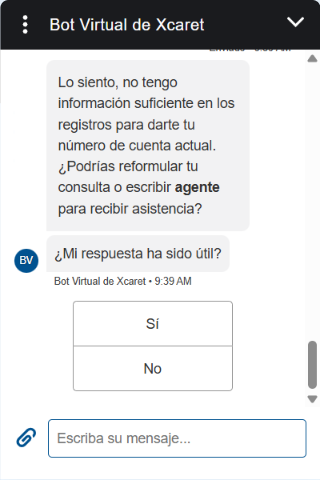 Bot Virtual de Xcaret
Lo siento, no tengo
información suficiente en los
registros para darte tu
número de cuenta actual.
¿Podrías reformular tu
consulta o escribir agente
para recibir asistencia?
¿Mi respuesta ha sido útil?
BV
Bot Virtual de Xcaret • 9:39 AM
Sí
No
Escriba su mensaje...